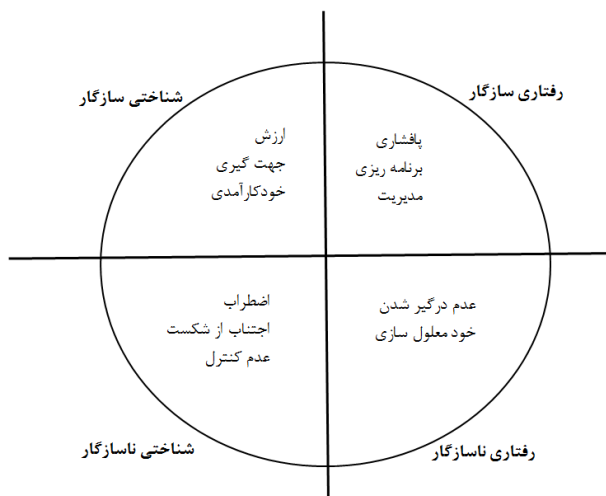 رفتاری سازگار
پافشاری
برنامه ریزی
مدیریت
شناختی سازگار
ارزش
جهت گیری
خودکارآمدی
عدم درگیر شدن
خود معلول سازی
رفتاری ناسازگار
اضطراب
اجتناب از شکست
عدم کنترل
شناختی ناسازگار